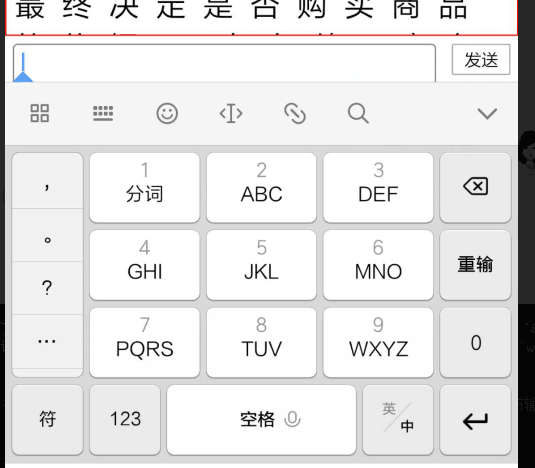 最终决定是否购买商品
发送
1 2 3
, 分词 ABC DEF
。
4 5 6
? GHI JKL MNO 重输
7 8 9
... PQRS TUV WXYZ 0
符 123 空格 英/中